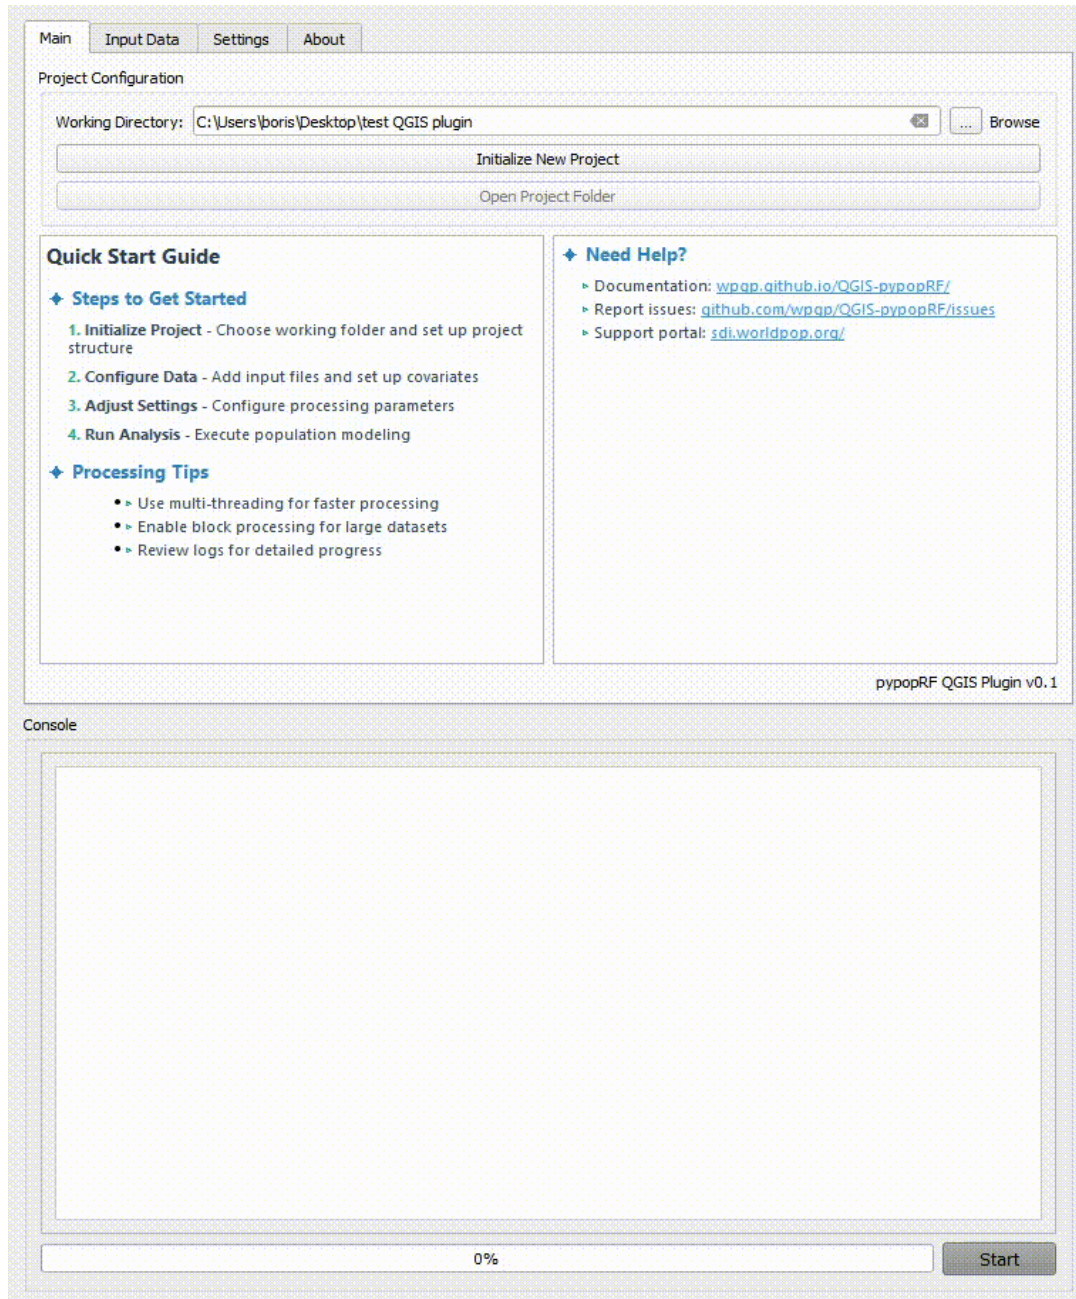 Main
Input Data
Settings
About
Project Configuration
Working Directory:
C:\Users\boris\Desktop\test QGIS plugin
...
Browse
Initialize New Project
Open Project Folder
Quick Start Guide
Steps to Get Started
1. Initialize Project - Choose working folder and set up project
structure
2. Configure Data - Add input files and set up covariates
3. Adjust Settings - Configure processing parameters
4. Run Analysis - Execute population modeling
Processing Tips
Use multi-threading for faster processing
Enable block processing for large datasets
Review logs for detailed progress
Need Help?
Documentation: wpgp.github.io/QGIS-pypopRF/
Report issues: github.com/wpgp/QGIS-pypopRF/issues
Support portal: sdi.worldpop.org/
pypopRF QGIS Plugin v0.1
Console
0%
Start